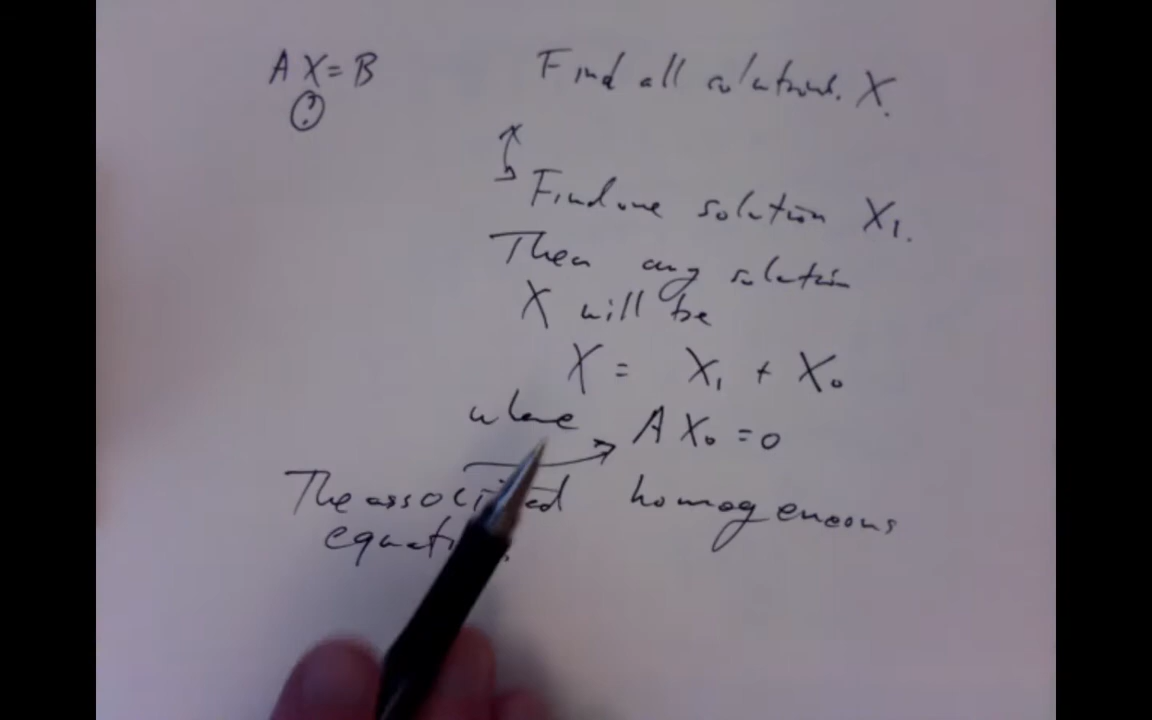 AX = B Find all solutions X.
?
Find one solution X₁.
Then any solution
X will be
X = X₁ + X₀
where AX₀ = 0
The associated homogeneous